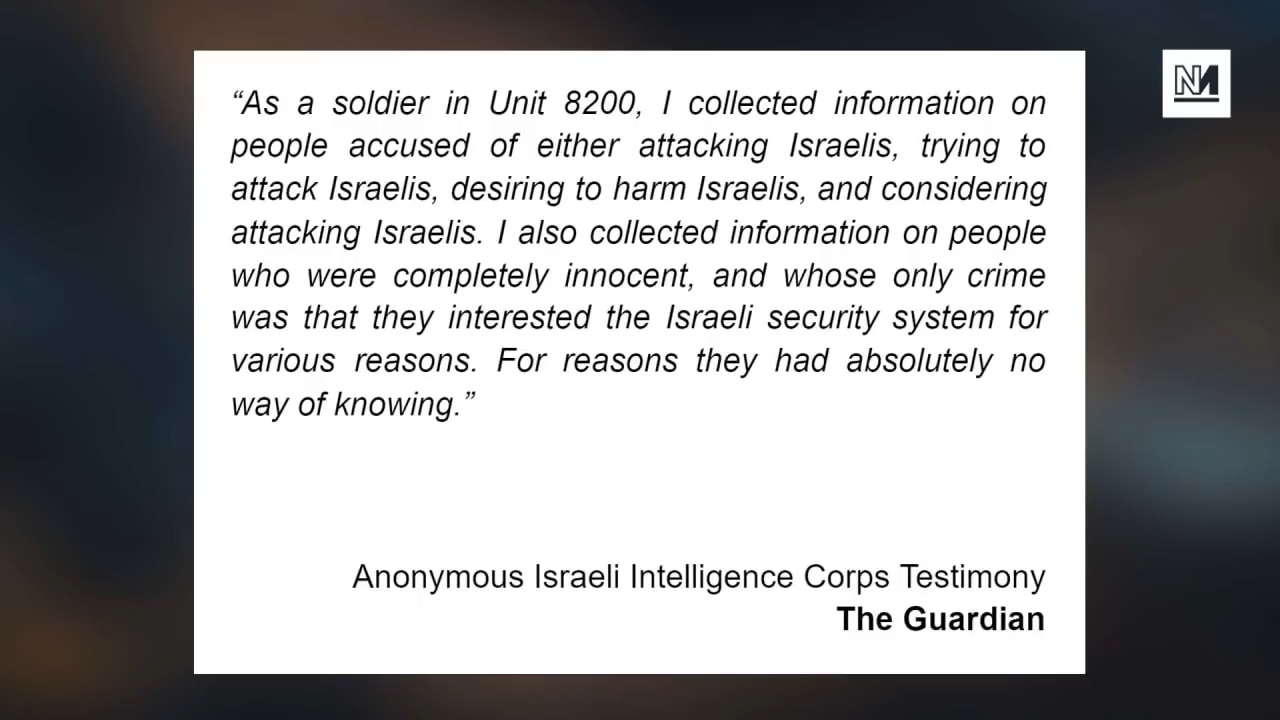 “As a soldier in Unit 8200, I collected information on
people accused of either attacking Israelis, trying to
attack Israelis, desiring to harm Israelis, and considering
attacking Israelis. I also collected information on people
who were completely innocent, and whose only crime
was that they interested the Israeli security system for
various reasons. For reasons they had absolutely no
way of knowing.”
Anonymous Israeli Intelligence Corps Testimony
The Guardian
NM